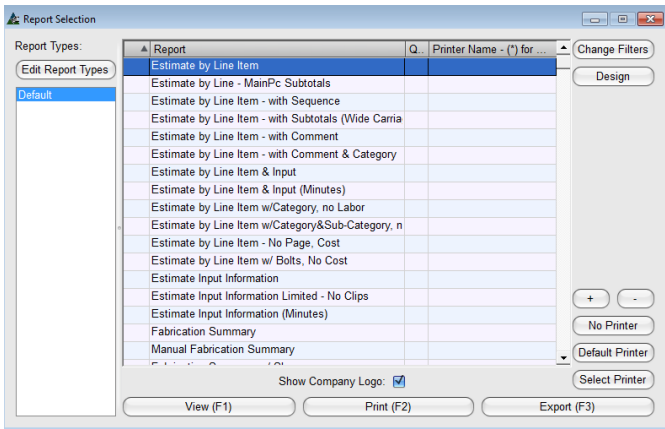 Report Selection
Report Types:
Edit Report Types
Default
Report Q.. Printer Name - (*) for ...
Estimate by Line Item
Estimate by Line - MainPc Subtotals
Estimate by Line Item - with Sequence
Estimate by Line Item - with Subtotals (Wide Carria
Estimate by Line Item - with Comment
Estimate by Line Item - with Comment & Category
Estimate by Line Item & Input
Estimate by Line Item & Input (Minutes)
Estimate by Line Item w/Category, no Labor
Estimate by Line Item w/Category&Sub-Category, n
Estimate by Line Item - No Page, Cost
Estimate by Line Item w/ Bolts, No Cost
Estimate Input Information
Estimate Input Information Limited - No Clips
Estimate Input Information (Minutes)
Fabrication Summary
Manual Fabrication Summary
Change Filters
Design
+ -
No Printer
Default Printer
Select Printer
Show Company Logo:
View (F1) Print (F2) Export (F3)